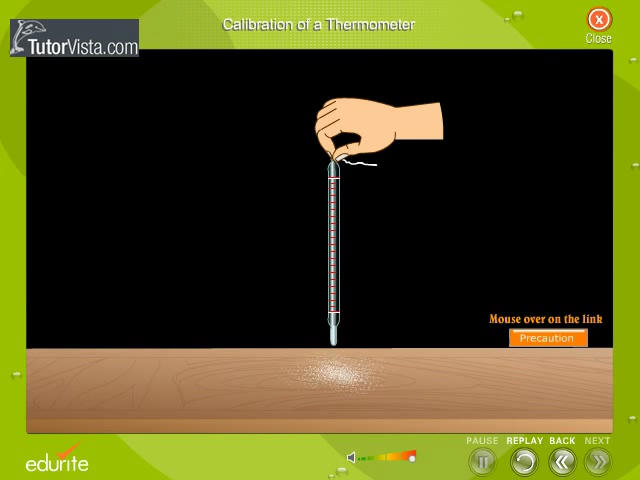 Calibration of a Thermometer
X
Close
TutorVista.com
Mouse over on the link
Precaution
PAUSE REPLAY BACK NEXT
edurite